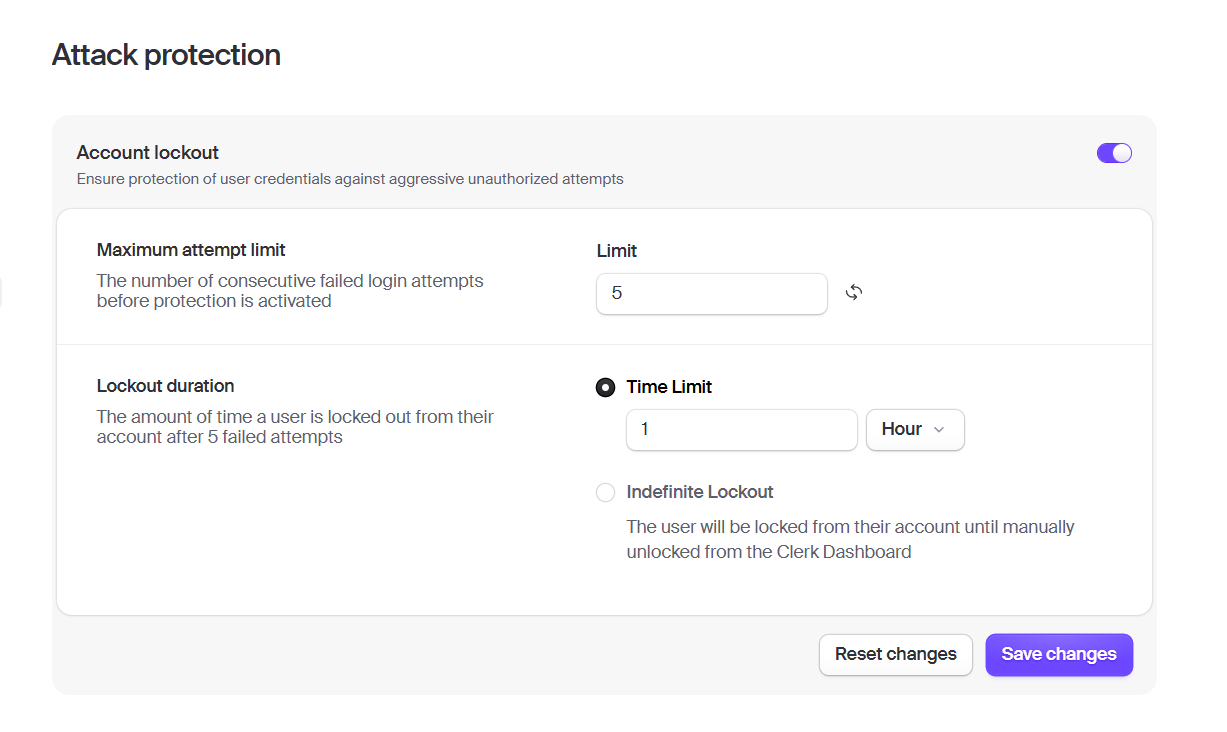 Attack protection
Account lockout
Ensure protection of user credentials against aggressive unauthorized attempts
Maximum attempt limit
The number of consecutive failed login attempts
before protection is activated
Limit
5
Lockout duration
The amount of time a user is locked out from their
account after 5 failed attempts
Time Limit
1
Hour
Indefinite Lockout
The user will be locked from their account until manually
unlocked from the Clerk Dashboard
Reset changes
Save changes